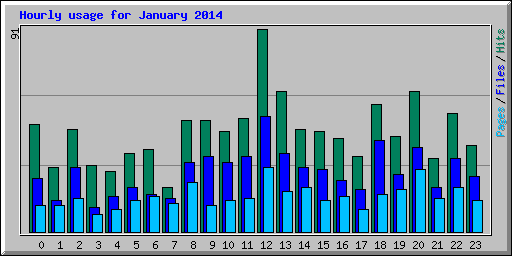 Hourly usage for January 2014
91
Pages/Files/Hits
0 1 2 3 4 5 6 7 8 9 10 11 12 13 14 15 16 17 18 19 20 21 22 23